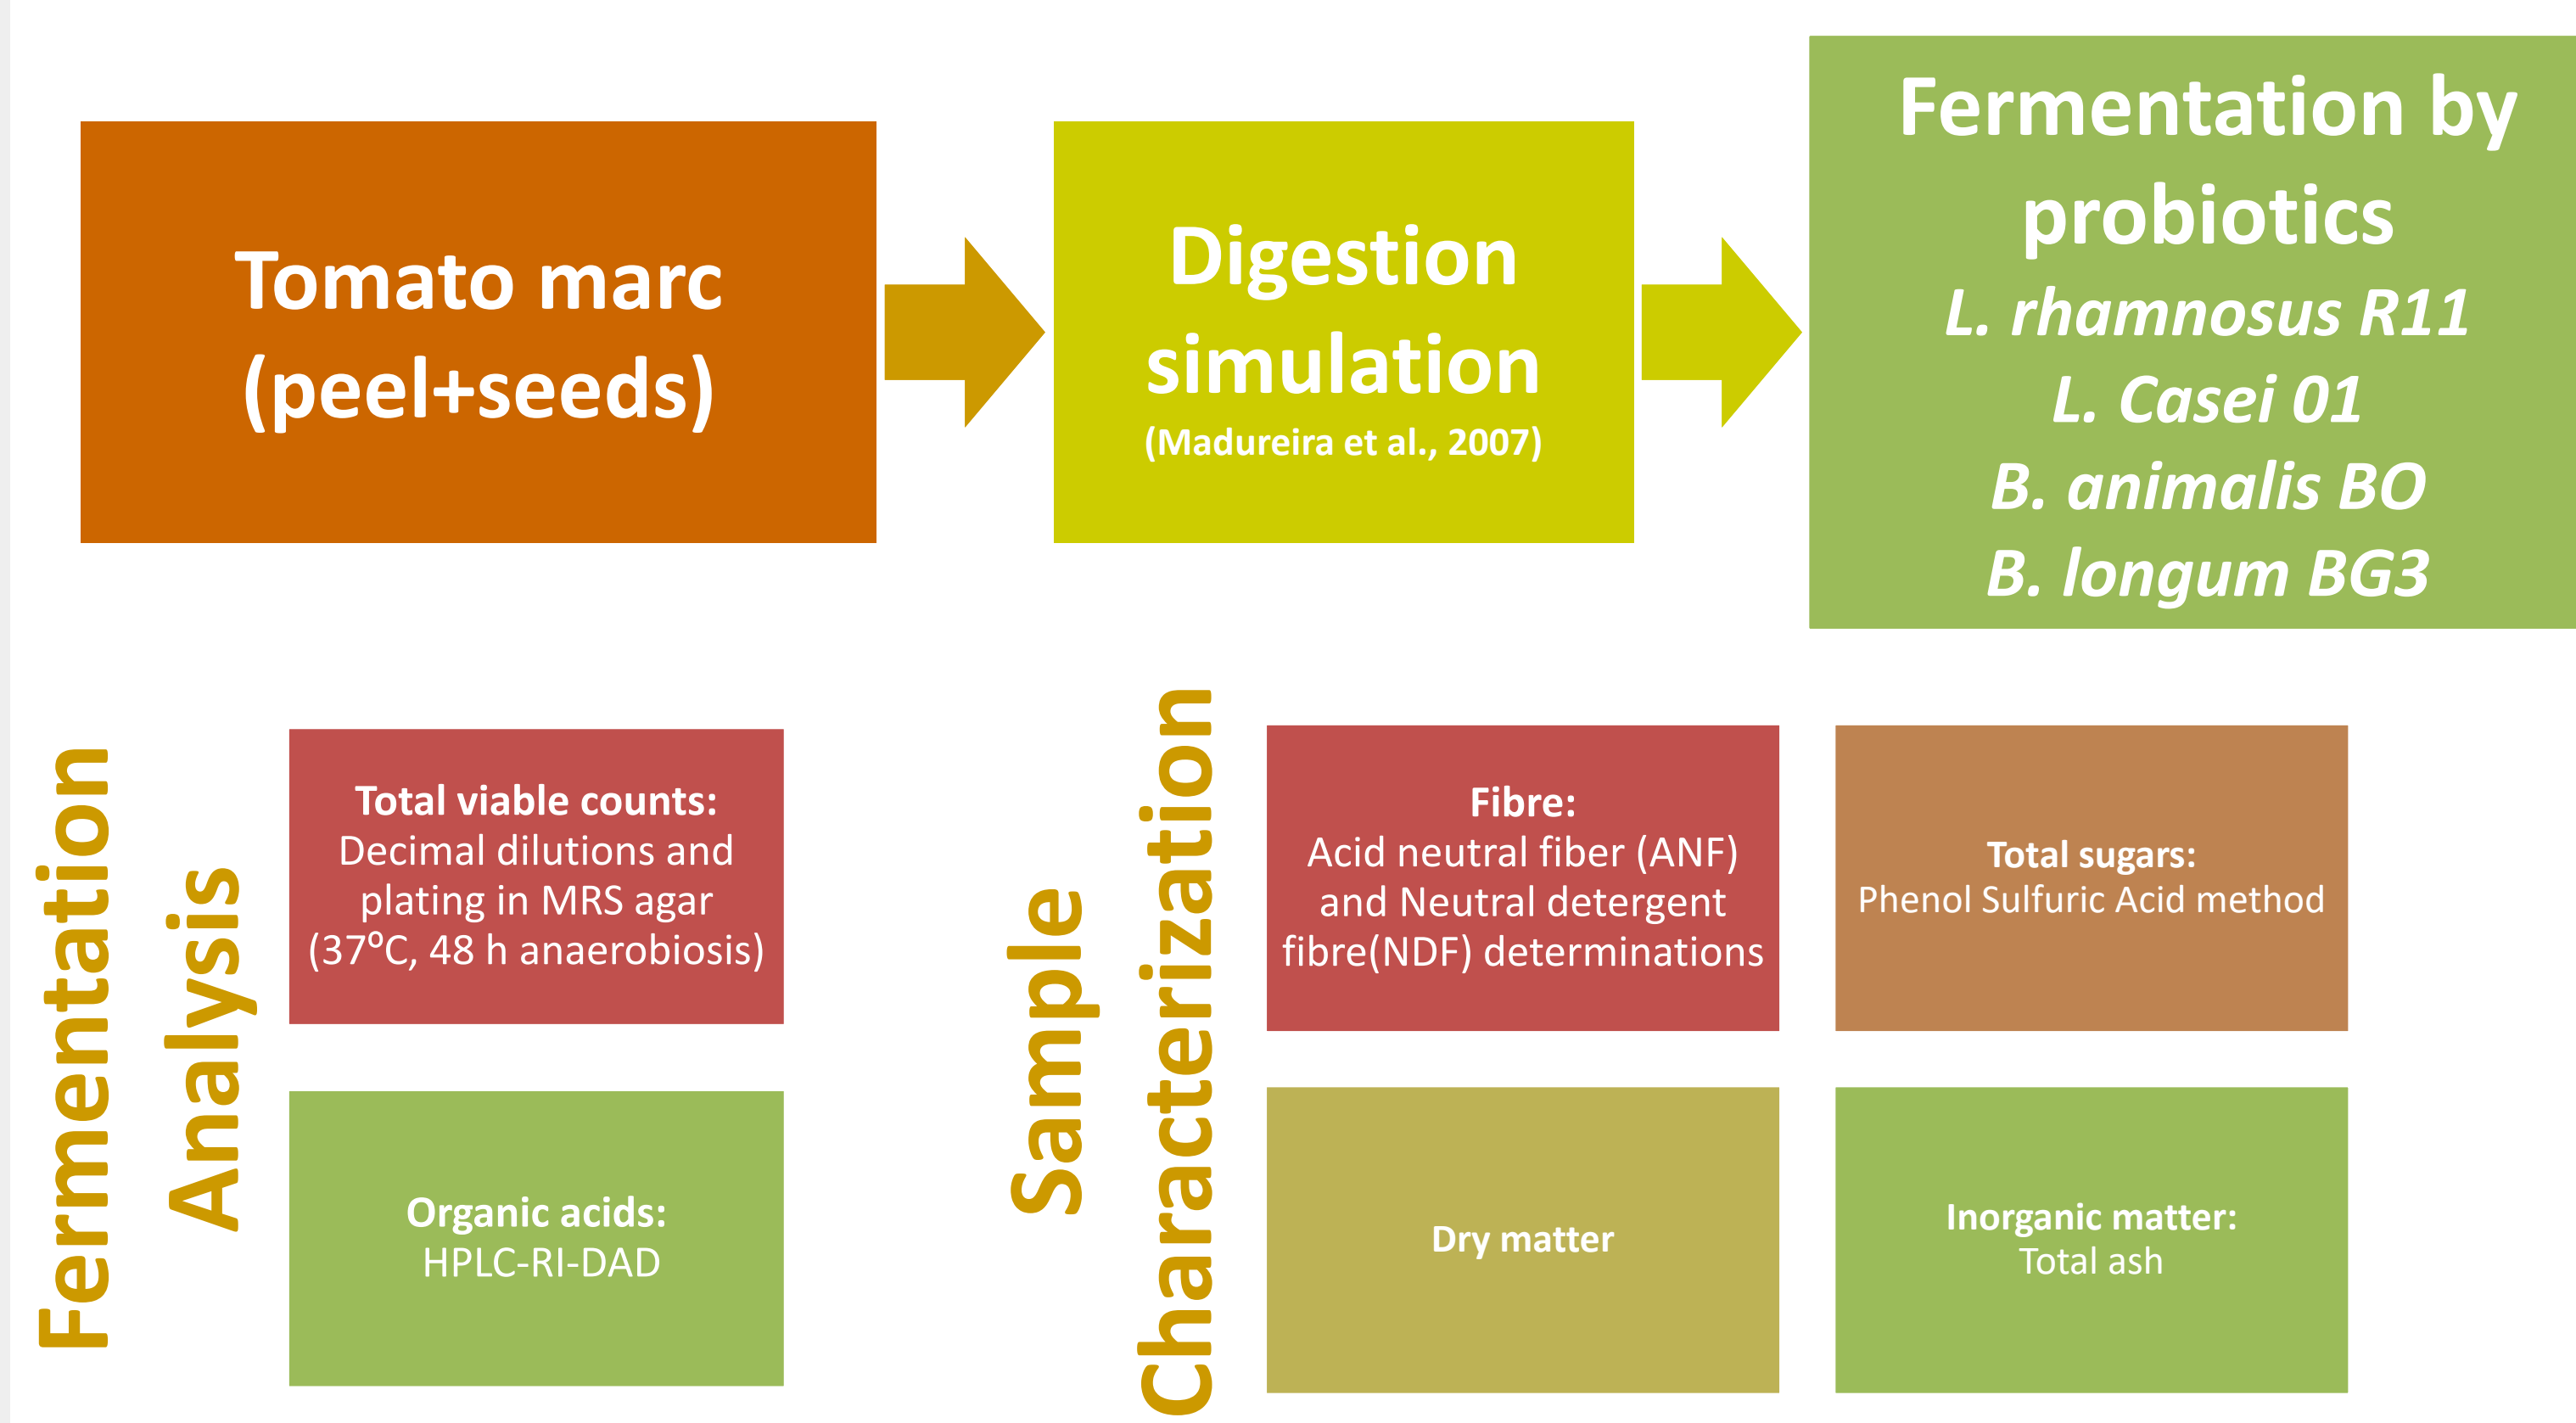 Tomato marc
(peel+seeds)
Digestion
simulation
(Madureira et al., 2007)
Fermentation by
probiotics
L. rhamnosus R11
L. Casei 01
B. animalis BO
B. longum BG3
Fermentation
Analysis
Total viable counts:
Decimal dilutions and
plating in MRS agar
(37ºC, 48 h anaerobiosis)
Organic acids:
HPLC-RI-DAD
Sample
Characterization
Fibre:
Acid neutral fiber (ANF)
and Neutral detergent
fibre(NDF) determinations
Total sugars:
Phenol Sulfuric Acid method
Dry matter
Inorganic matter:
Total ash